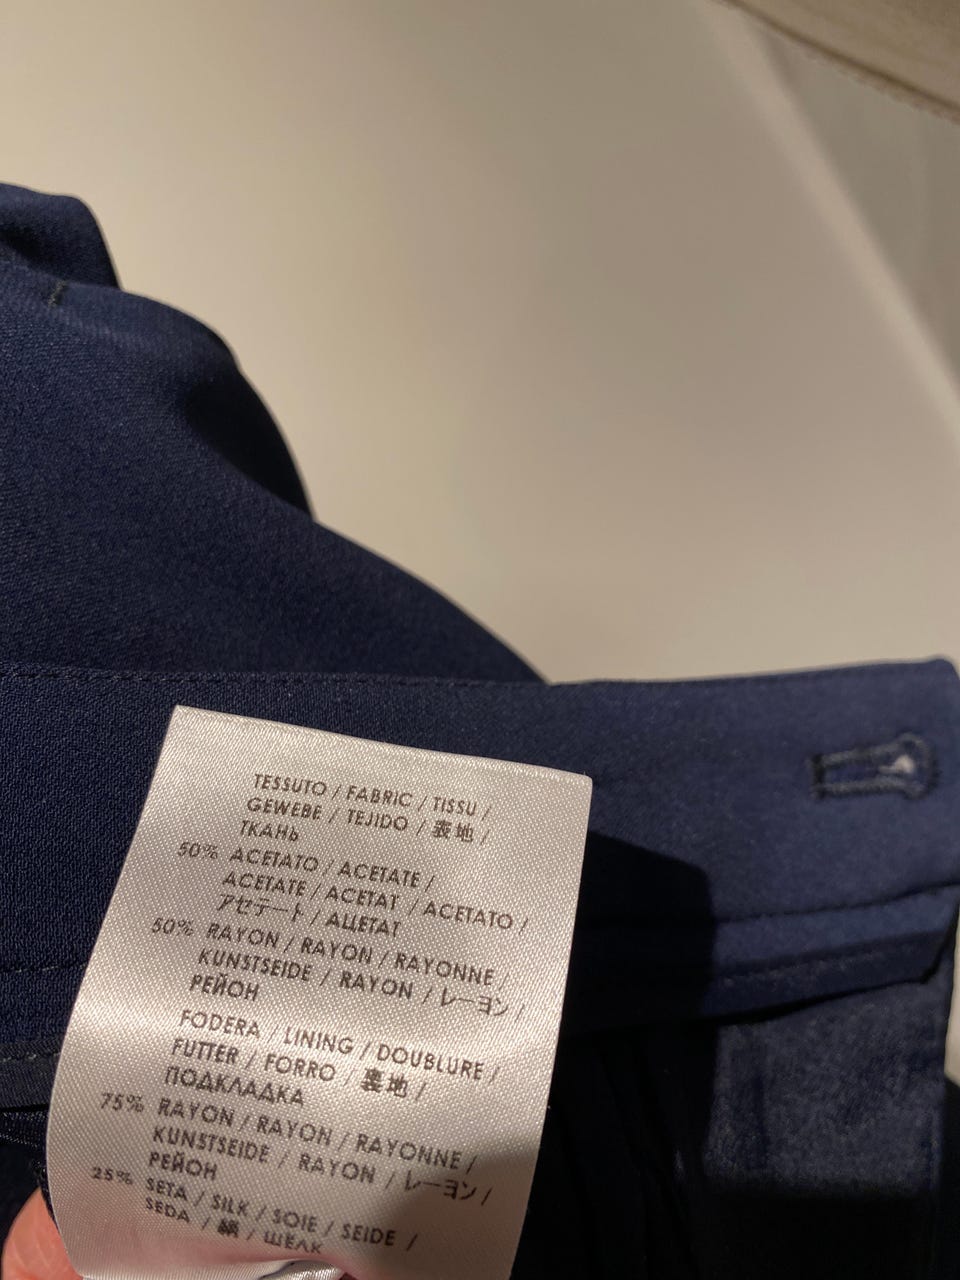 TESSUTO / FABRIC / TISSU /
GEWEBE / TEJIDO / 表地 /
ТКАНЬ
50% ACETATO / ACETATE /
ACETATE / ACETAT / ACETATO /
アセテート / АЦЕТАТ
50% RAYON / RAYON / RAYONNE /
KUNSTSEIDE / RAYON / レーヨン /
РЕЙОН
FODERA / LINING / DOUBLURE /
FUTTER / FORRO / 裏地 /
ПОДКЛАДКА
75% RAYON / RAYON / RAYONNE /
KUNSTSEIDE / RAYON / レーヨン /
РЕЙОН
25% SETA / SILK / SOIE / SEIDE /
SEDA / 絹 / ШЁЛК